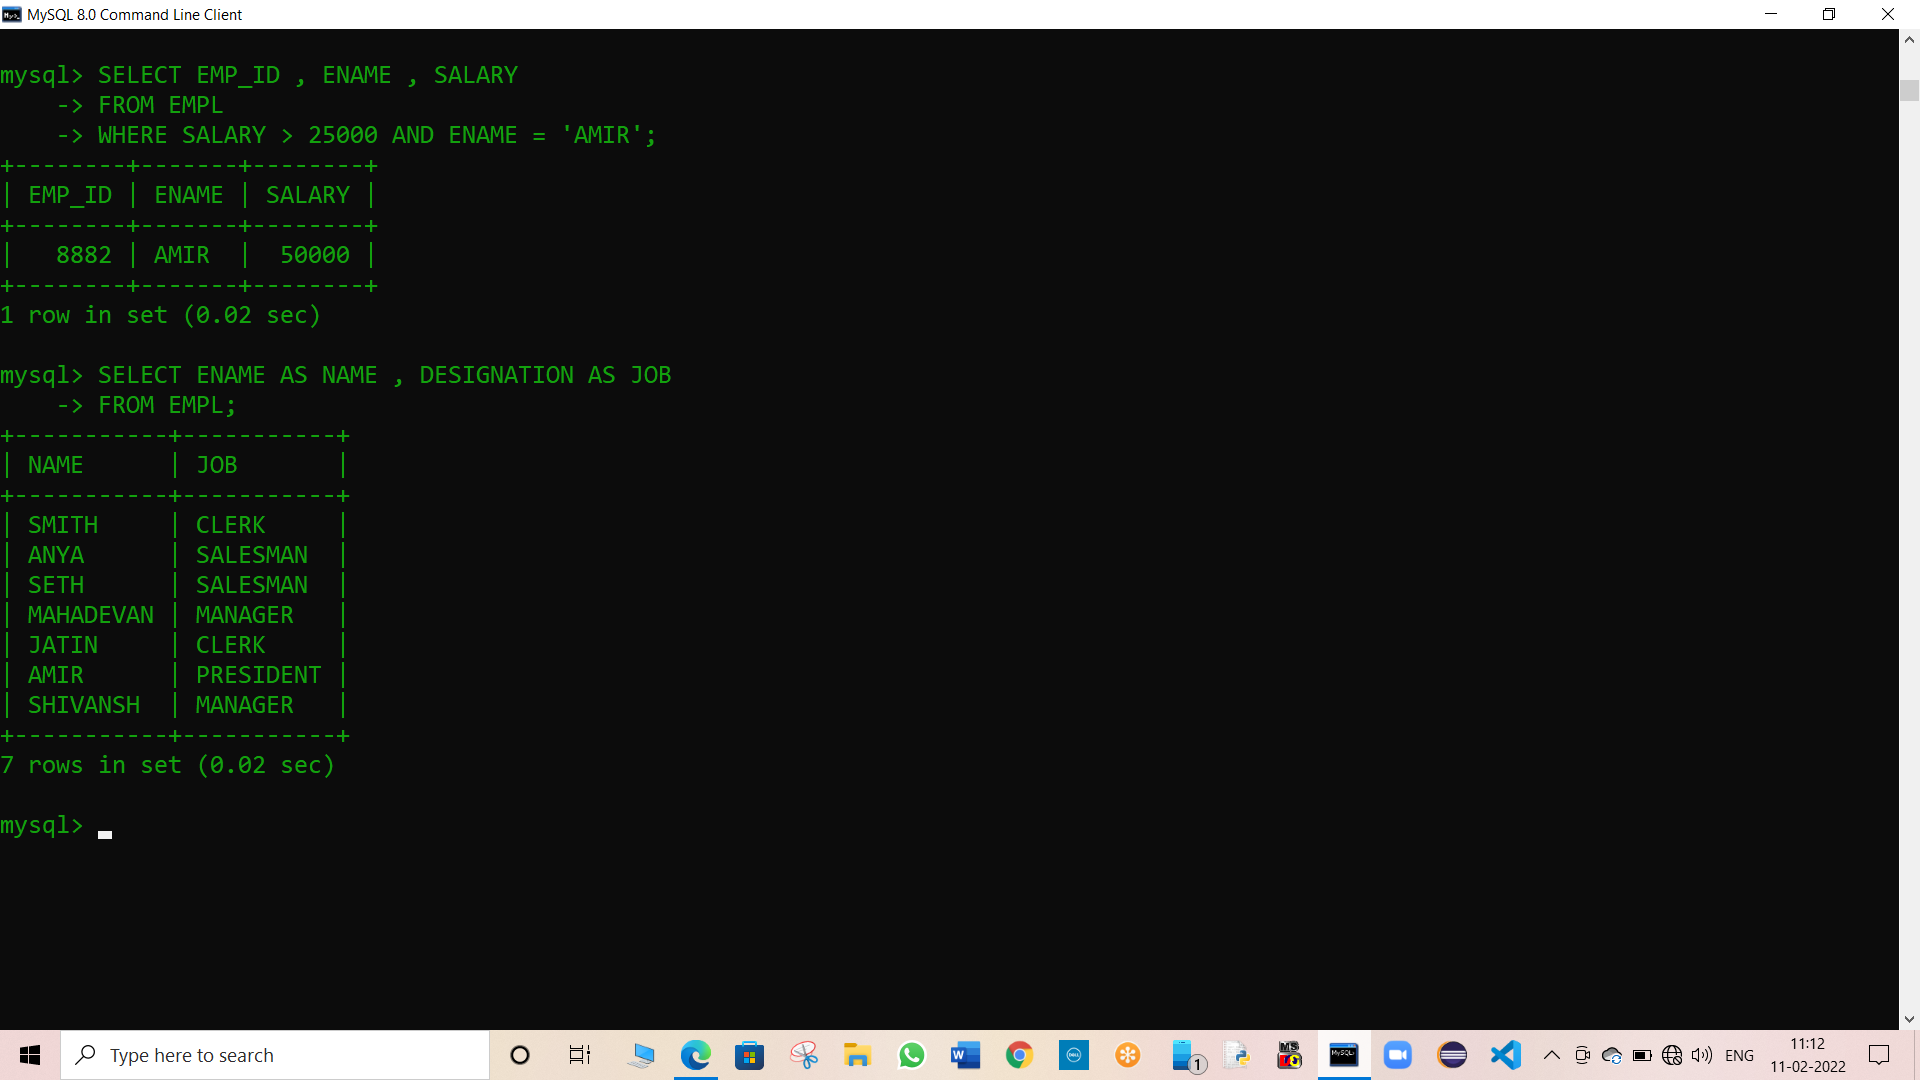 MySQL 8.0 Command Line Client
mysql> SELECT EMP_ID , ENAME , SALARY
    -> FROM EMPL
    -> WHERE SALARY > 25000 AND ENAME = 'AMIR';
+--------+-------+--------+
| EMP_ID | ENAME | SALARY |
+--------+-------+--------+
|   8882 | AMIR  |  50000 |
+--------+-------+--------+
1 row in set (0.02 sec)
mysql> SELECT ENAME AS NAME , DESIGNATION AS JOB
    -> FROM EMPL;
+-----------+-----------+
| NAME      | JOB       |
+-----------+-----------+
| SMITH     | CLERK     |
| ANYA      | SALESMAN  |
| SETH      | SALESMAN  |
| MAHADEVAN | MANAGER   |
| JATIN     | CLERK     |
| AMIR      | PRESIDENT |
| SHIVANSH  | MANAGER   |
+-----------+-----------+
7 rows in set (0.02 sec)
mysql>
Type here to search
W
DELL
1
MS
MySQL
ENG
11:12
11-02-2022